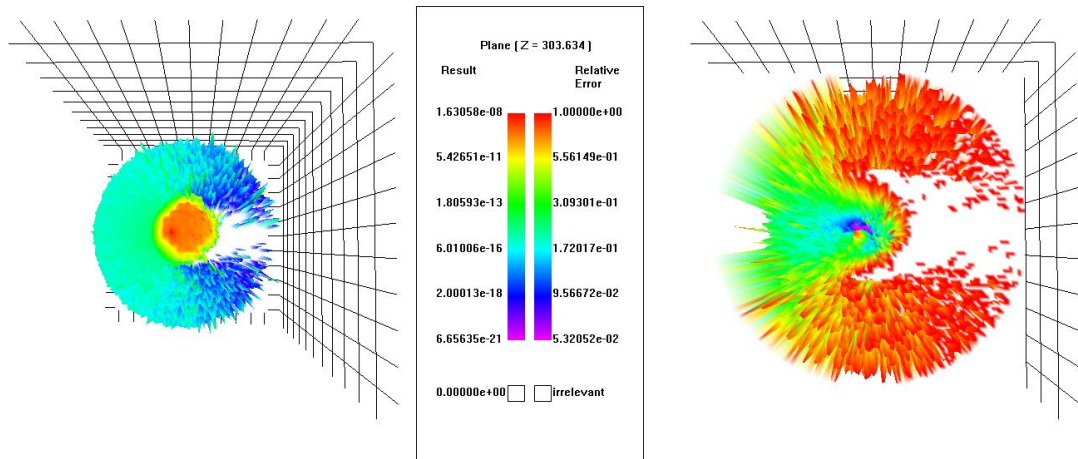 Plane ( Z = 303.634 )
Result Relative
Error
1.63058e-08 1.00000e+00
5.42651e-11 5.56149e-01
1.80593e-13 3.09301e-01
6.01006e-16 1.72017e-01
2.00013e-18 9.56672e-02
6.65635e-21 5.32052e-02
0.00000e+00 irrelevant